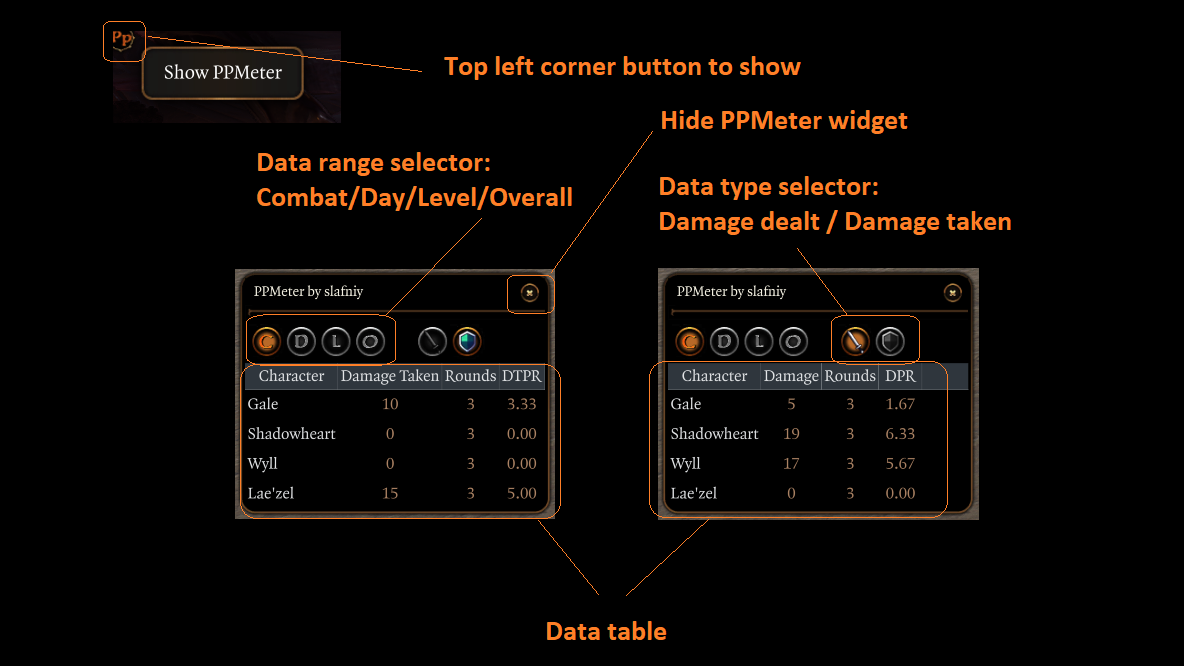 Pp
Show PPMeter
Top left corner button to show
Hide PPMeter widget
Data range selector:
Combat/Day/Level/Overall
Data type selector:
Damage dealt / Damage taken
PPMeter by slafniy
C D L O
Character Damage Taken Rounds DTPR
Gale 10 3 3.33
Shadowheart 0 3 0.00
Wyll 0 3 0.00
Lae'zel 15 3 5.00
PPMeter by slafniy
C D L O
Character Damage Rounds DPR
Gale 5 3 1.67
Shadowheart 19 3 6.33
Wyll 17 3 5.67
Lae'zel 0 3 0.00
Data table